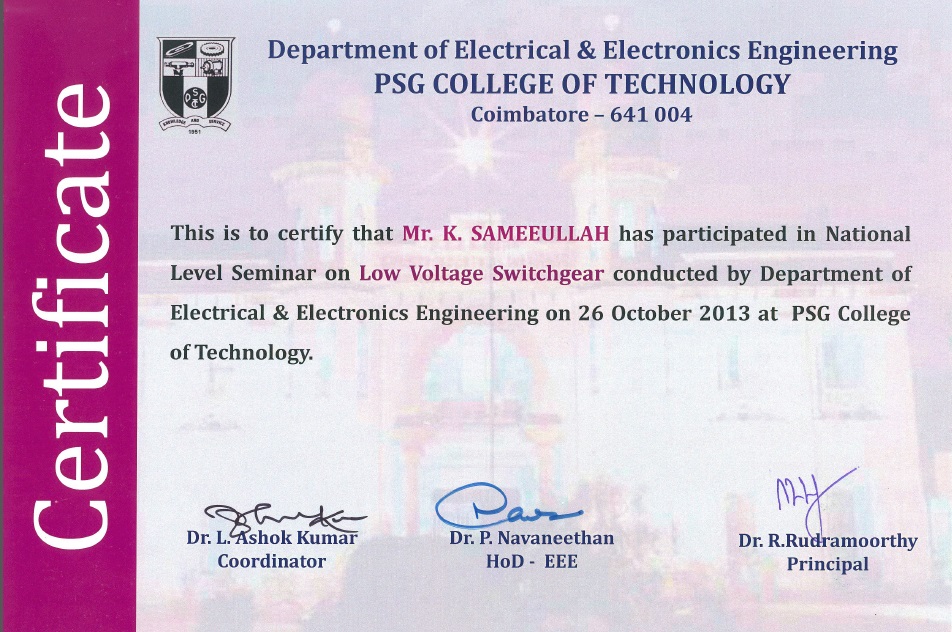 Certificate
Department of Electrical & Electronics Engineering
PSG COLLEGE OF TECHNOLOGY
Coimbatore – 641 004
PSG
CT
KNOWLEDGE AND SERVICE
1951
This is to certify that Mr. K. SAMEEULLAH has participated in National
Level Seminar on Low Voltage Switchgear conducted by Department of
Electrical & Electronics Engineering on 26 October 2013 at PSG College
of Technology.
Dr. L. Ashok Kumar
Coordinator
Dr. P. Navaneethan
HoD - EEE
Dr. R.Rudramoorthy
Principal